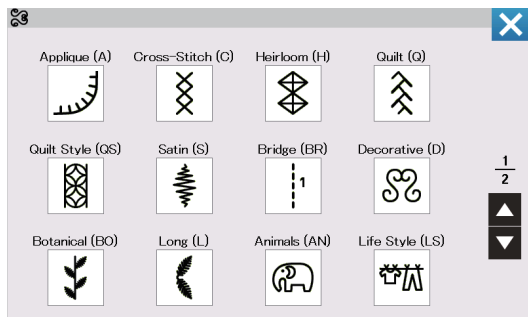 Applique (A) Cross-Stitch (C) Heirloom (H) Quilt (Q)
Quilt Style (QS) Satin (S) Bridge (BR) Decorative (D)
1
1
2
Botanical (BO) Long (L) Animals (AN) Life Style (LS)